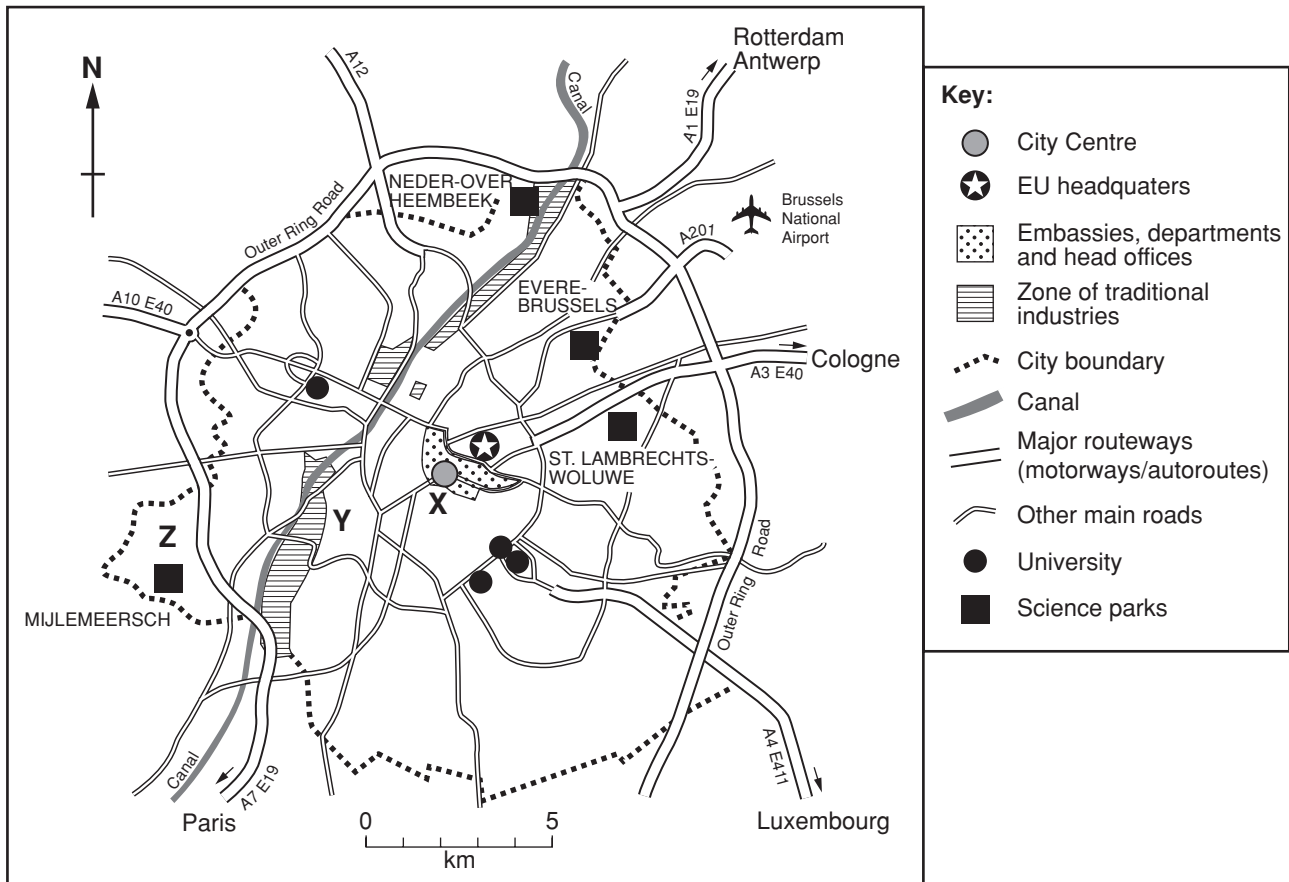 N
A12
Canal
Rotterdam
Antwerp
A1 E19
NEDER-OVER
HEEMBEEK
Outer Ring Road
Brussels
National
Airport
A201
EVERE-
BRUSSELS
A10 E40
Cologne
A3 E40
ST. LAMBRECHTS-
WOLUWE
X
Y
Z
MIJLEMEERSCH
Outer Ring Road
Canal
A7 E19
Paris
0 5
km
A4 E411
Luxembourg
Key:
City Centre
EU headquaters
Embassies, departments
and head offices
Zone of traditional
industries
City boundary
Canal
Major routeways
(motorways/autoroutes)
Other main roads
University
Science parks